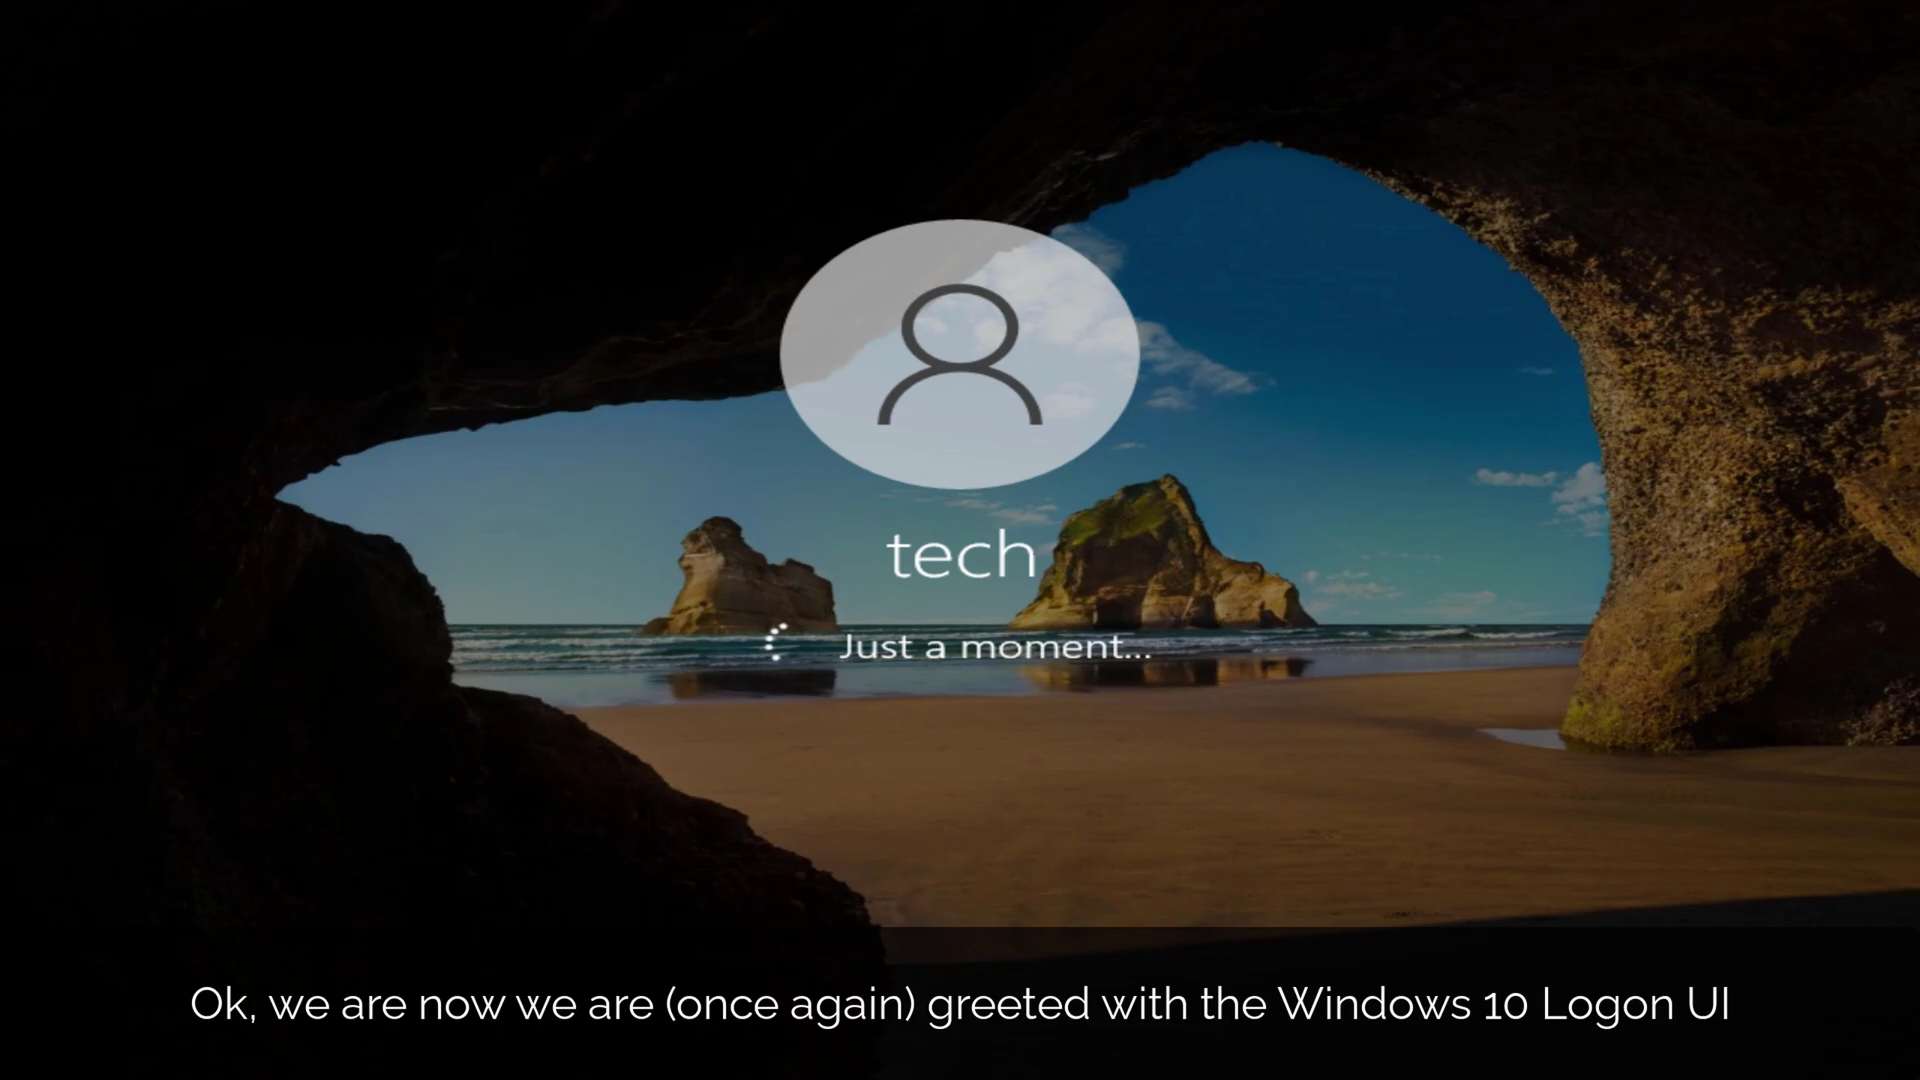 tech
Just a moment...
Ok, we are now we are (once again) greeted with the Windows 10 Logon UI